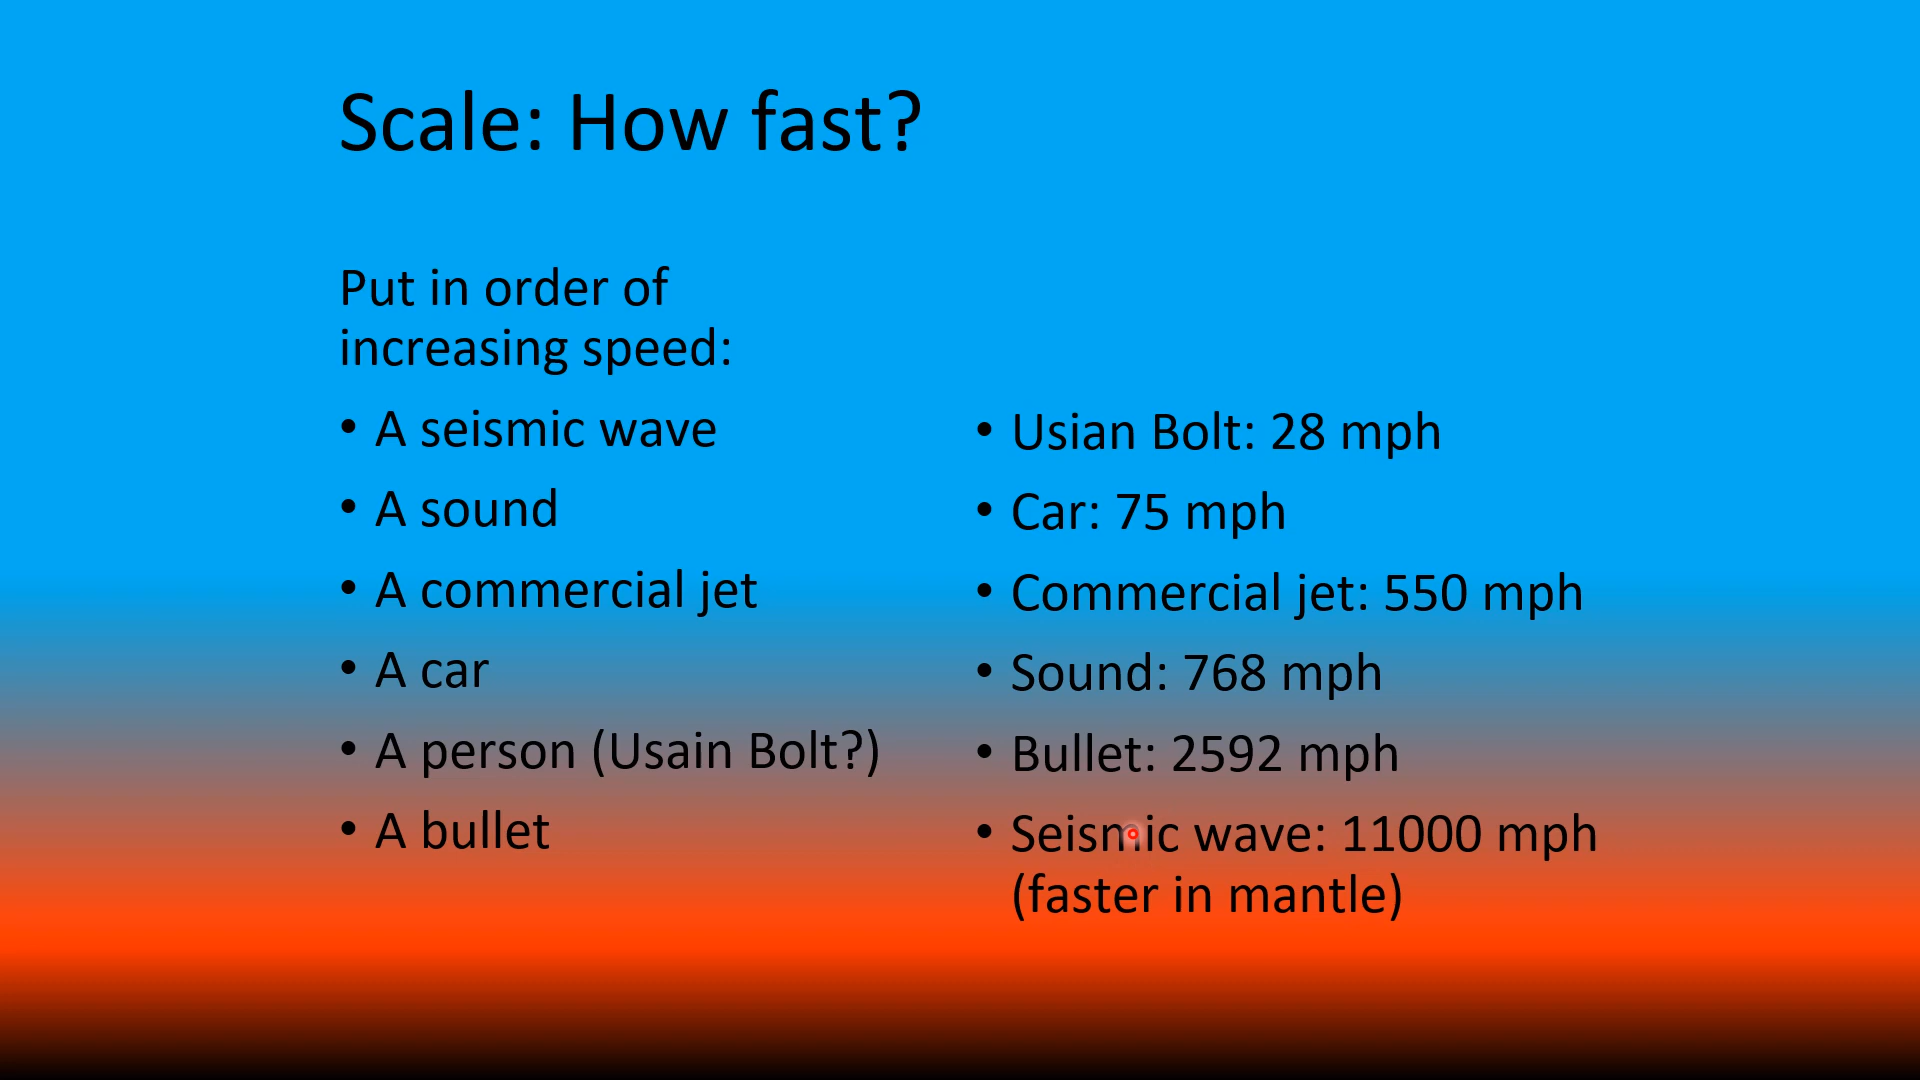 Scale: How fast?
Put in order of
increasing speed:
• A seismic wave
• A sound
• A commercial jet
• A car
• A person (Usain Bolt?)
• A bullet
• Usian Bolt: 28 mph
• Car: 75 mph
• Commercial jet: 550 mph
• Sound: 768 mph
• Bullet: 2592 mph
• Seismic wave: 11000 mph
(faster in mantle)